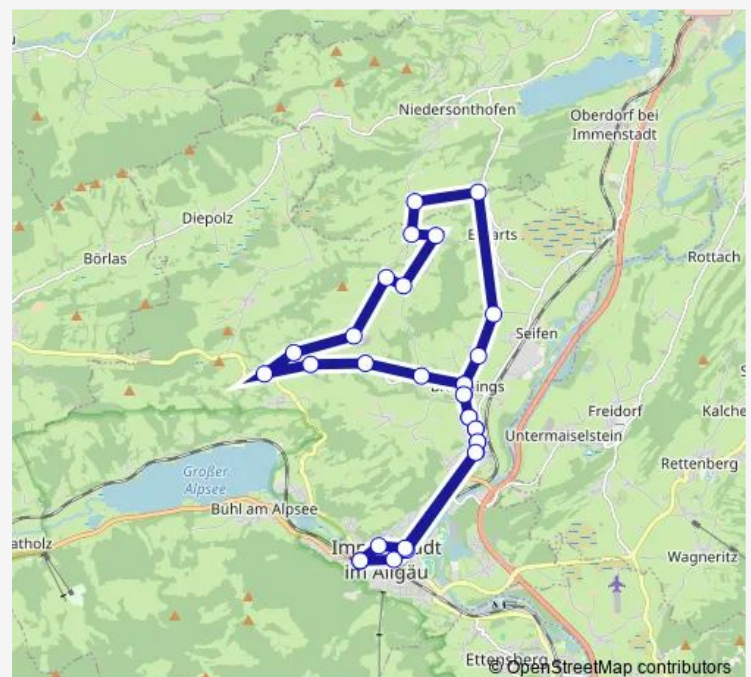 Niedersonthofen
Oberdorf bei
Immenstadt
Diepolz
Börlas
Rottach
Seifen
Freidorf
Kalche
Untermaiselstein
Rettenberg
Großer
Alpsee
Bühl am Alpsee
atholz
im Allgäu
Wagneritz
Ettensberg
© OpenStreetMap contributors